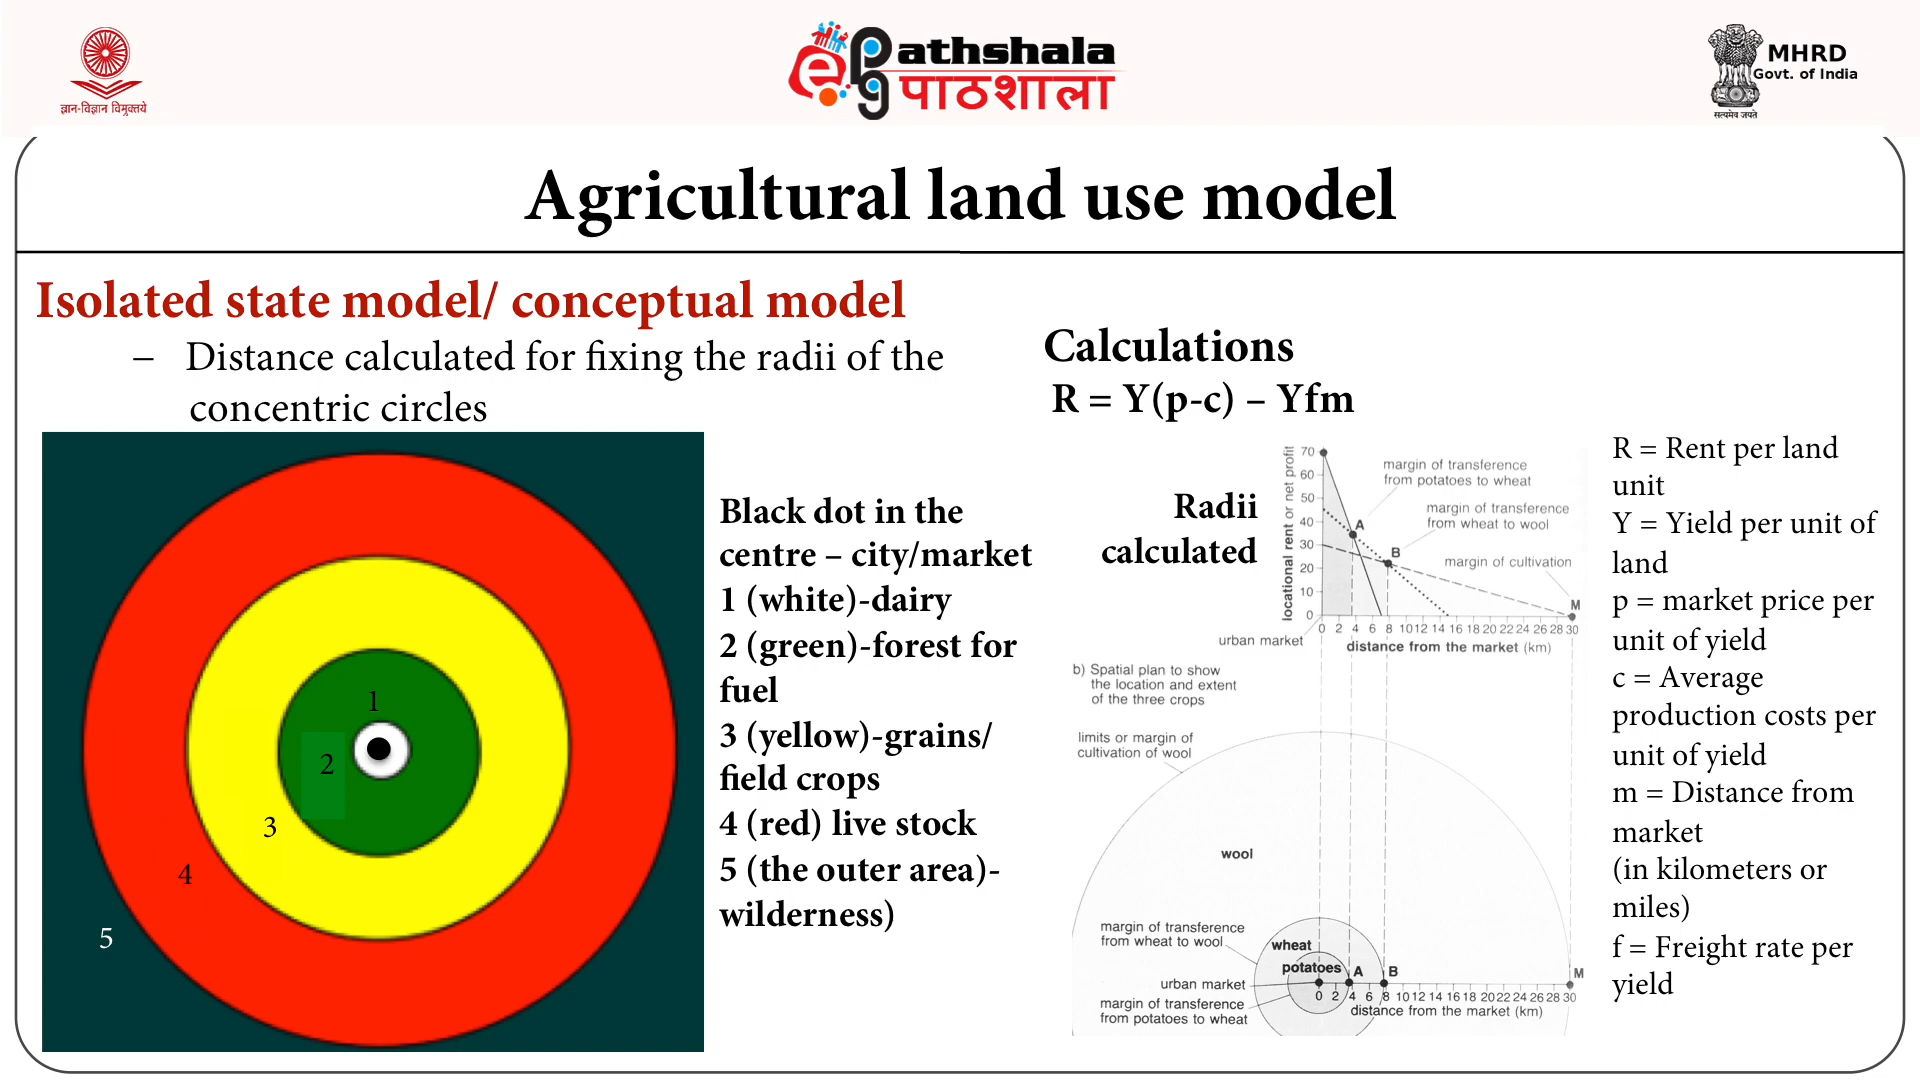 ज्ञान-विज्ञान विमुक्तये
ePG athshala
पाठशाला
MHRD
Govt. of India
सत्यमेव जयते
Agricultural land use model
Isolated state model/ conceptual model
– Distance calculated for fixing the radii of the
concentric circles
1
2
3
4
5
Black dot in the
centre – city/market
1 (white)-dairy
2 (green)-forest for
fuel
3 (yellow)-grains/
field crops
4 (red) live stock
5 (the outer area)-
wilderness)
Calculations
R = Y(p-c) – Yfm
Radii
calculated
locational rent or net profit
70
60
50
40
30
20
10
0
margin of transference
from potatoes to wheat
margin of transference
from wheat to wool
margin of cultivation
A
B
M
0 2 4 6 8 10 12 14 16 18 20 22 24 26 28 30
urban market
distance from the market (km)
b) Spatial plan to show
the location and extent
of the three crops
limits or margin of
cultivation of wool
wool
margin of transference
from wheat to wool
wheat
potatoes
A
B
M
urban market
0 2 4 6 8 10 12 14 16 18 20 22 24 26 28 30
margin of transference
from potatoes to wheat
distance from the market (km)
R = Rent per land
unit
Y = Yield per unit of
land
p = market price per
unit of yield
c = Average
production costs per
unit of yield
m = Distance from
market
(in kilometers or
miles)
f = Freight rate per
yield